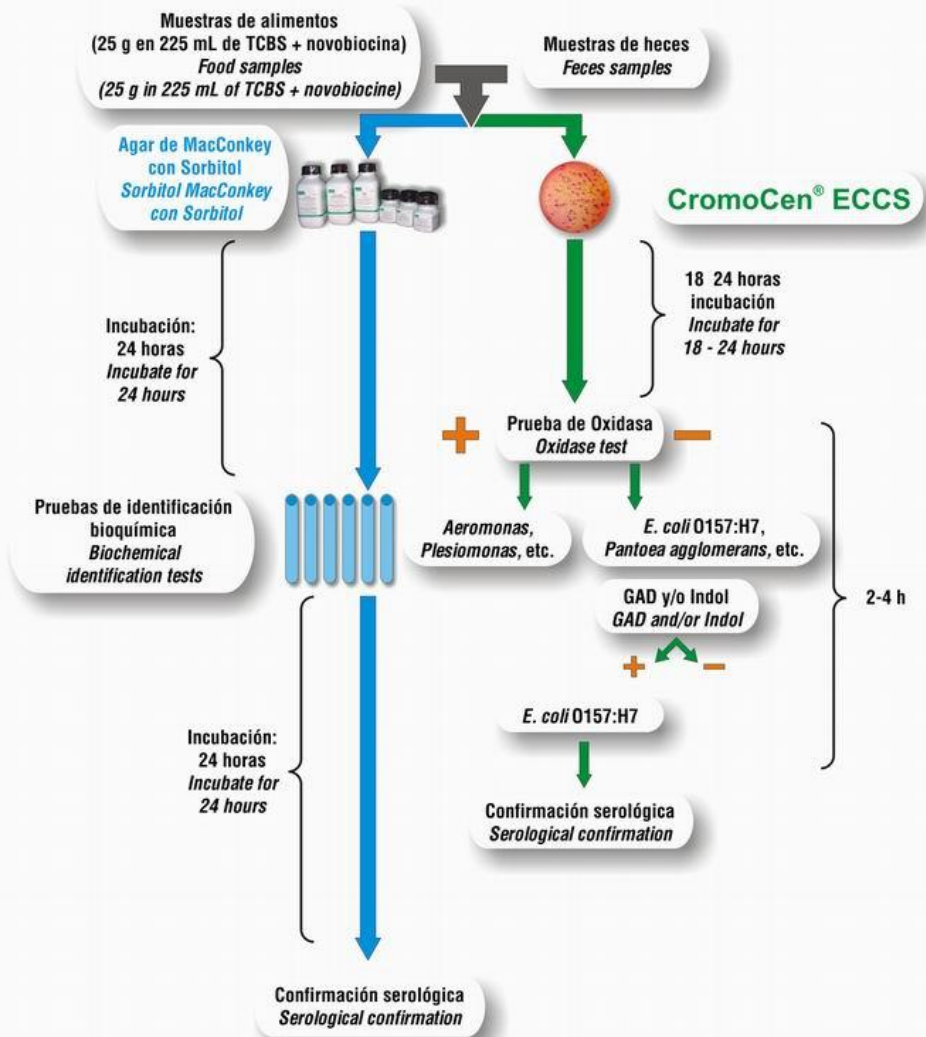 Muestras de alimentos
(25 g en 225 mL de TCBS + novobiocina)
Food samples
(25 g in 225 mL of TCBS + novobiocine)
Muestras de heces
Feces samples
Agar de MacConkey
con Sorbitol
Sorbitol MacConkey
con Sorbitol
CromoCen® ECCS
Incubación:
24 horas
Incubate for
24 hours
18 24 horas
incubación
Incubate for
18 - 24 hours
+
Prueba de Oxidasa
Oxidase test
−
Pruebas de identificación
bioquímica
Biochemical
identification tests
Aeromonas,
Plesiomonas, etc.
E. coli O157:H7,
Pantoea agglomerans, etc.
GAD y/o Indol
GAD and/or Indol
+ −
2-4 h
E. coli O157:H7
Incubación:
24 horas
Incubate for
24 hours
Confirmación serológica
Serological confirmation
Confirmación serológica
Serological confirmation